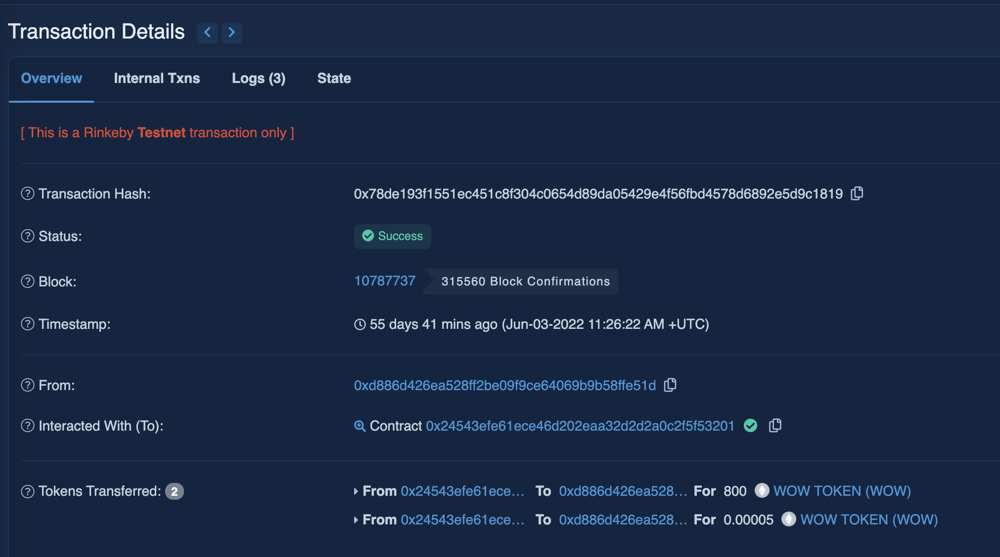 Transaction Details
Overview Internal Txns Logs (3) State
[ This is a Rinkeby Testnet transaction only ]
Transaction Hash: 0x78de193f1551ec451c8f304c0654d89da05429e4f56fbd4578d6892e5d9c1819
Status: Success
Block: 10787737 315560 Block Confirmations
Timestamp: 55 days 41 mins ago (Jun-03-2022 11:26:22 AM +UTC)
From: 0xd886d426ea528ff2be09f9ce64069b9b58ffe51d
Interacted With (To): Contract 0x24543efe61ece46d202eaa32d2d2a0c2f5f53201
Tokens Transferred: 2 From 0x24543efe61ece... To 0xd886d426ea528... For 800 WOW TOKEN (WOW)
From 0x24543efe61ece... To 0xd886d426ea528... For 0.00005 WOW TOKEN (WOW)